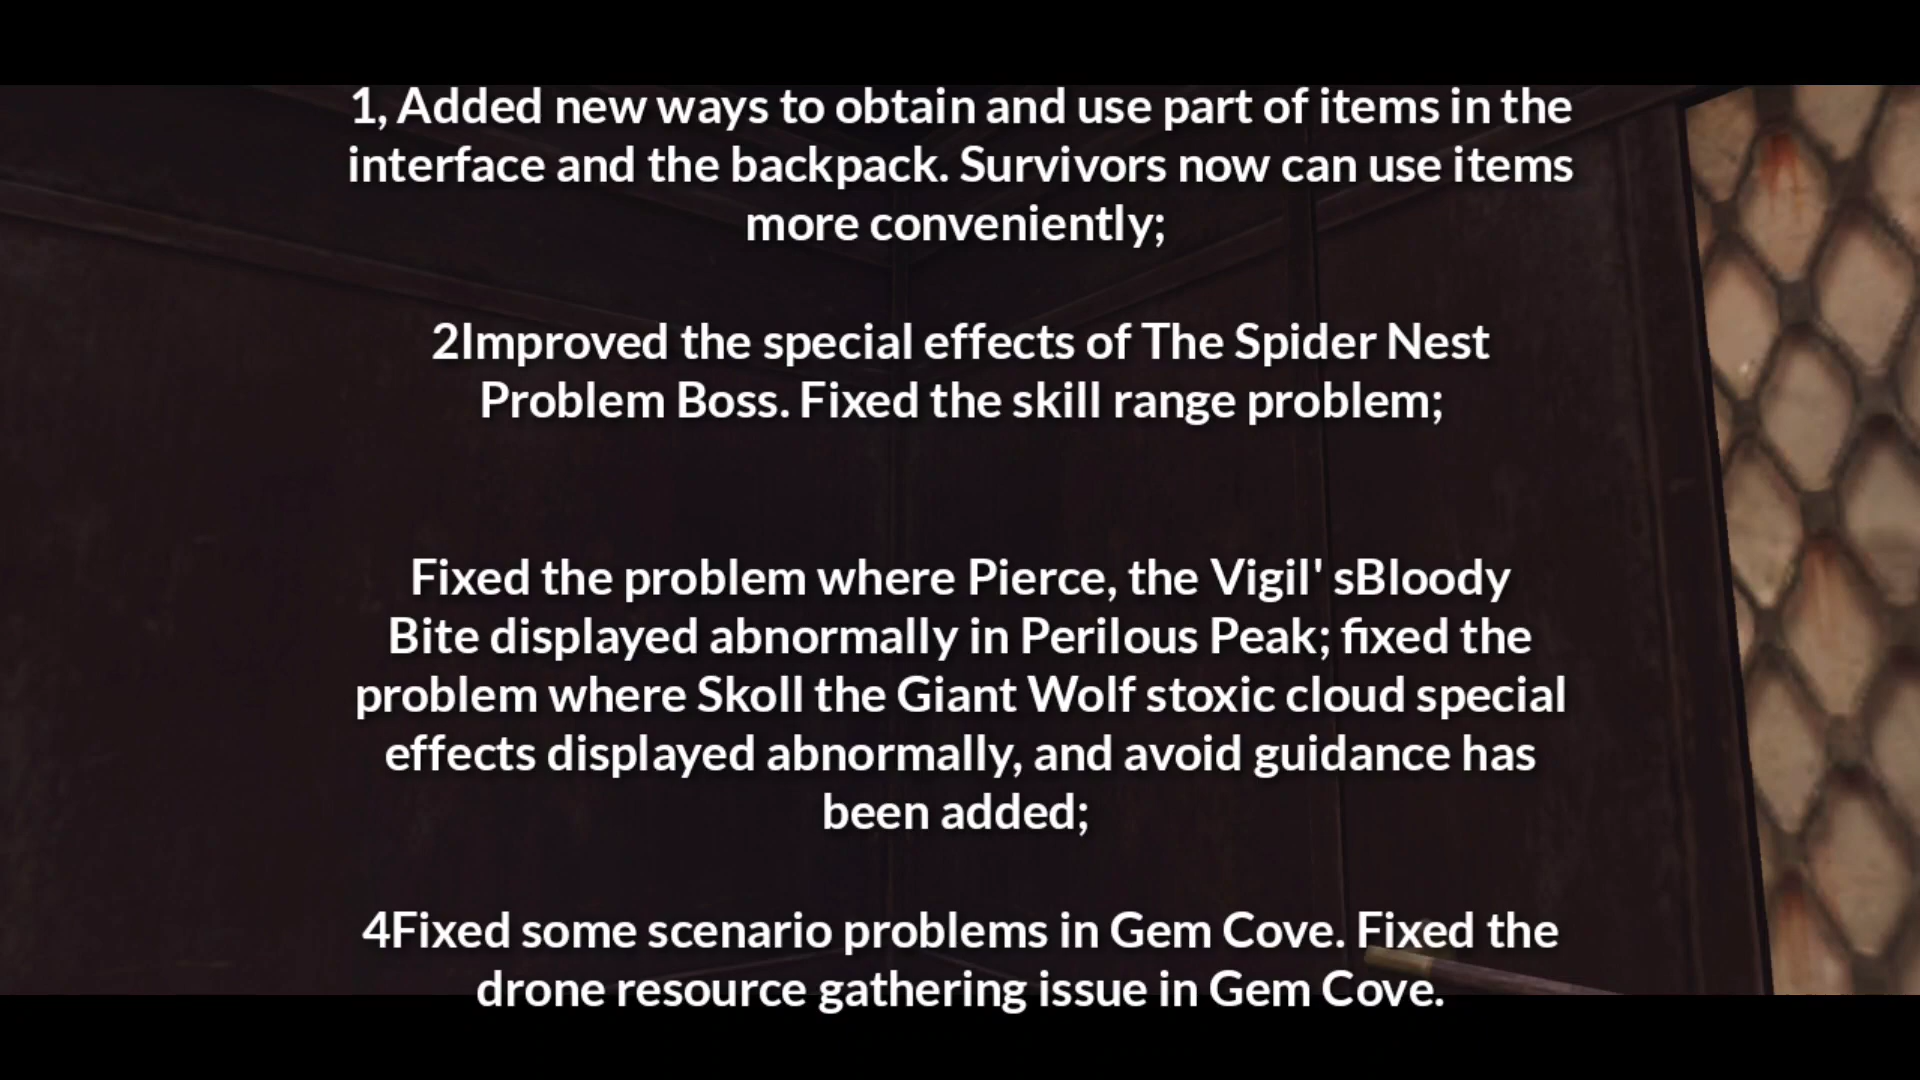 1, Added new ways to obtain and use part of items in the
interface and the backpack. Survivors now can use items
more conveniently;
2Improved the special effects of The Spider Nest
Problem Boss. Fixed the skill range problem;
Fixed the problem where Pierce, the Vigil' sBloody
Bite displayed abnormally in Perilous Peak; fixed the
problem where Skoll the Giant Wolf stoxic cloud special
effects displayed abnormally, and avoid guidance has
been added;
4Fixed some scenario problems in Gem Cove. Fixed the
drone resource gathering issue in Gem Cove.